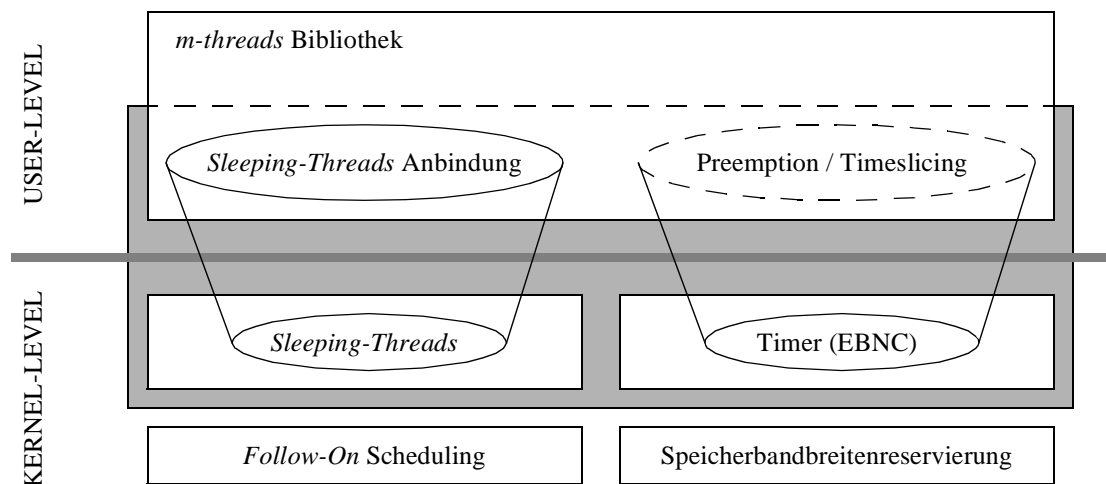 USER-LEVEL
m-threads Bibliothek
Sleeping-Threads Anbindung
Preemption / Timeslicing
KERNEL-LEVEL
Sleeping-Threads
Timer (EBNC)
Follow-On Scheduling
Speicherbandbreitenreservierung